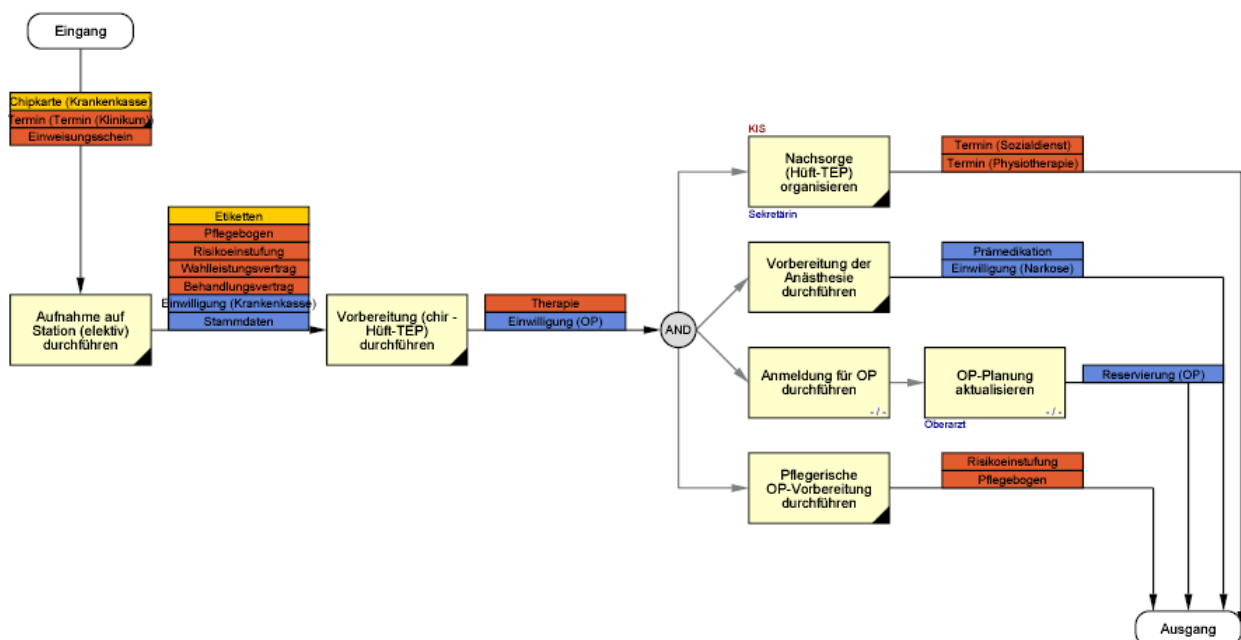 Eingang
Chipkarte (Krankenkasse)
Termin (Termin (Klinikum))
Einweisungsschein
Aufnahme auf
Station (elektiv)
durchführen
Etiketten
Pflegebogen
Risikoeinstufung
Wahlleistungsvertrag
Behandlungsvertrag
Einwilligung (Krankenkasse)
Stammdaten
Vorbereitung (chir -
Hüft-TEP)
durchführen
Therapie
Einwilligung (OP)
AND
KIS
Nachsorge
(Hüft-TEP)
organisieren
Sekretärin
Termin (Sozialdienst)
Termin (Physiotherapie)
Vorbereitung der
Anästhesie
durchführen
Prämedikation
Einwilligung (Narkose)
Anmeldung für OP
durchführen
- / -
OP-Planung
aktualisieren
- / -
Oberarzt
Reservierung (OP)
Pflegerische
OP-Vorbereitung
durchführen
Risikoeinstufung
Pflegebogen
Ausgang